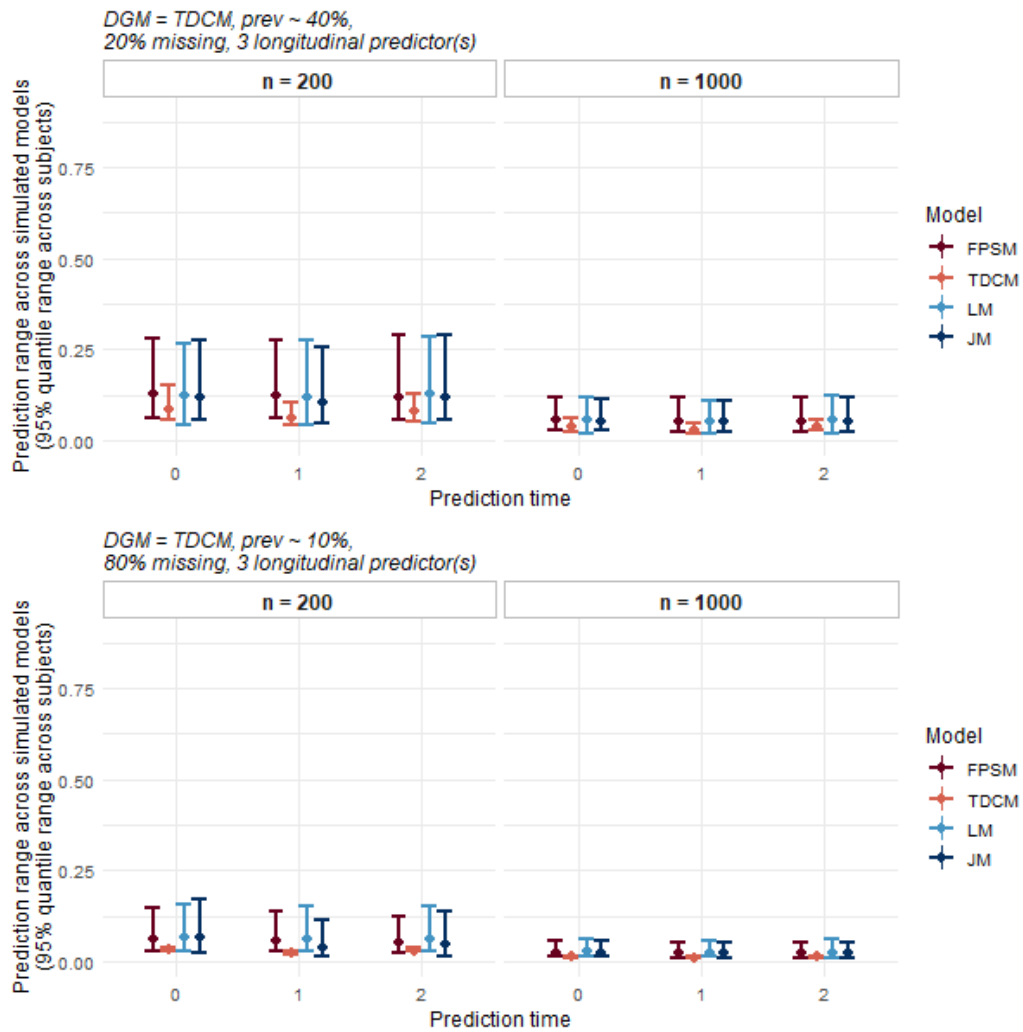 DGM = TDCM, prev ~ 40%,
20% missing, 3 longitudinal predictor(s)
n = 200
n = 1000
Prediction range across simulated models
(95% quantile range across subjects)
0.75
0.50
0.25
0.00
0
1
2
0
1
2
Prediction time
Model
FPSM
TDCM
LM
JM
DGM = TDCM, prev ~ 10%,
80% missing, 3 longitudinal predictor(s)
n = 200
n = 1000
Prediction range across simulated models
(95% quantile range across subjects)
0.75
0.50
0.25
0.00
0
1
2
0
1
2
Prediction time
Model
FPSM
TDCM
LM
JM